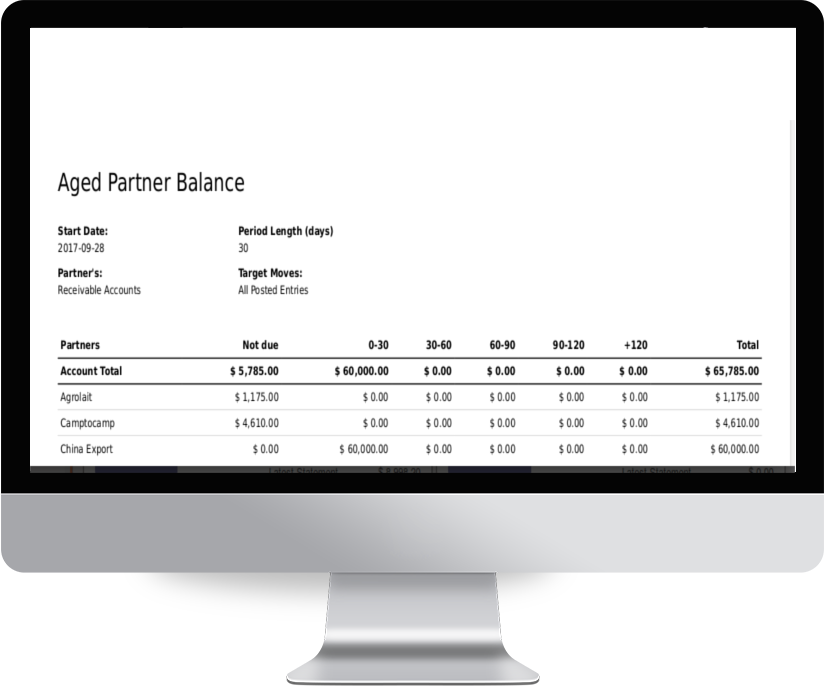 Aged Partner Balance
Start Date: Period Length (days)
2017-09-28 30
Partner's: Target Moves:
Receivable Accounts All Posted Entries
Partners Not due 0-30 30-60 60-90 90-120 +120 Total
Account Total $ 5,785.00 $ 60,000.00 $ 0.00 $ 0.00 $ 0.00 $ 0.00 $ 65,785.00
Agrolait $ 1,175.00 $ 0.00 $ 0.00 $ 0.00 $ 0.00 $ 0.00 $ 1,175.00
Camptocamp $ 4,610.00 $ 0.00 $ 0.00 $ 0.00 $ 0.00 $ 0.00 $ 4,610.00
China Export $ 0.00 $ 60,000.00 $ 0.00 $ 0.00 $ 0.00 $ 0.00 $ 60,000.00
Latest Statement Latest Statement